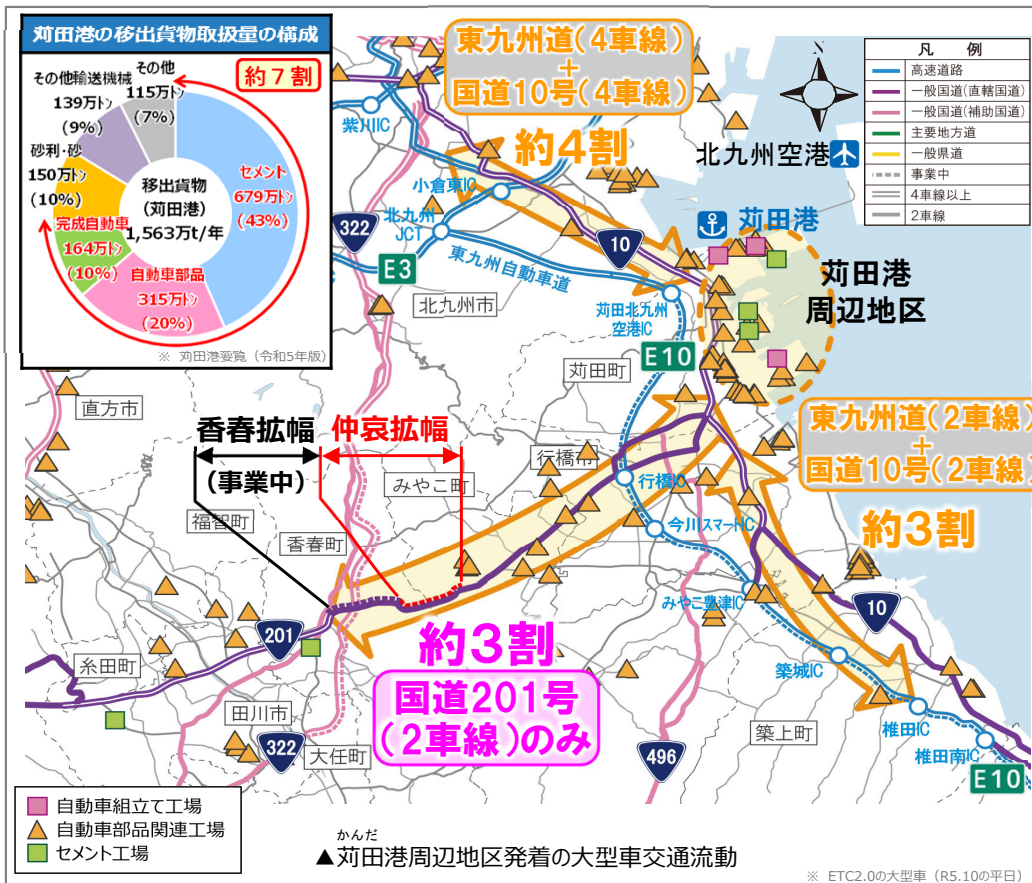 苅田港の移出貨物取扱量の構成
約7割
その他
115万トン
(7%)
その他輸送機械
139万トン
(9%)
砂利・砂
150万トン
(10%)
完成自動車
164万トン
(10%)
自動車部品
315万トン
(20%)
セメント
679万トン
(43%)
移出貨物
(苅田港)
1,563万t/年
※ 苅田港要覧（令和5年版）
東九州道(4車線)
+
国道10号(4車線)
約4割
N
凡　例
高速道路
一般国道(直轄国道)
一般国道(補助国道)
主要地方道
一般県道
事業中
4車線以上
2車線
北九州空港
苅田港
苅田港
周辺地区
紫川IC
小倉東IC
北九州
JCT
322
E3
10
東九州自動車道
北九州市
苅田北九州
空港IC
E10
苅田町
直方市
香春拡幅
(事業中)
仲哀拡幅
行橋市
みやこ町
福智町
香春町
行橋IC
今川スマートIC
みやこ豊津IC
東九州道(2車線)
+
国道10号(2車線)
約3割
10
201
糸田町
田川市
322
大任町
約3割
国道201号
(2車線)のみ
496
築城IC
築上町
椎田IC
椎田南IC
E10
自動車組立て工場
自動車部品関連工場
セメント工場
かんだ
▲苅田港周辺地区発着の大型車交通流動
※ ETC2.0の大型車（R5.10の平日）